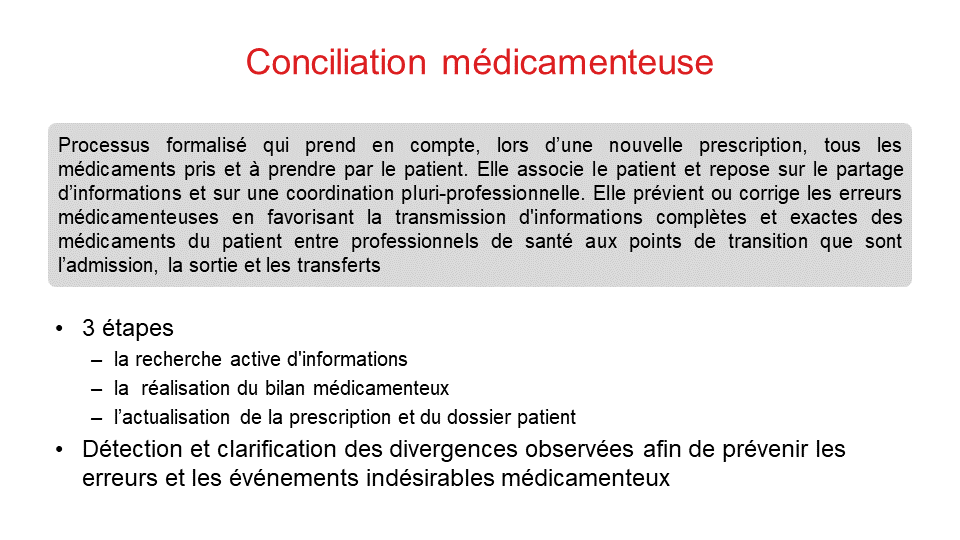 Conciliation médicamenteuse
Processus formalisé qui prend en compte, lors d’une nouvelle prescription, tous les
médicaments pris et à prendre par le patient. Elle associe le patient et repose sur le partage
d’informations et sur une coordination pluri-professionnelle. Elle prévient ou corrige les erreurs
médicamenteuses en favorisant la transmission d'informations complètes et exactes des
médicaments du patient entre professionnels de santé aux points de transition que sont
l’admission, la sortie et les transferts
• 3 étapes
– la recherche active d'informations
– la réalisation du bilan médicamenteux
– l’actualisation de la prescription et du dossier patient
• Détection et clarification des divergences observées afin de prévenir les
erreurs et les événements indésirables médicamenteux